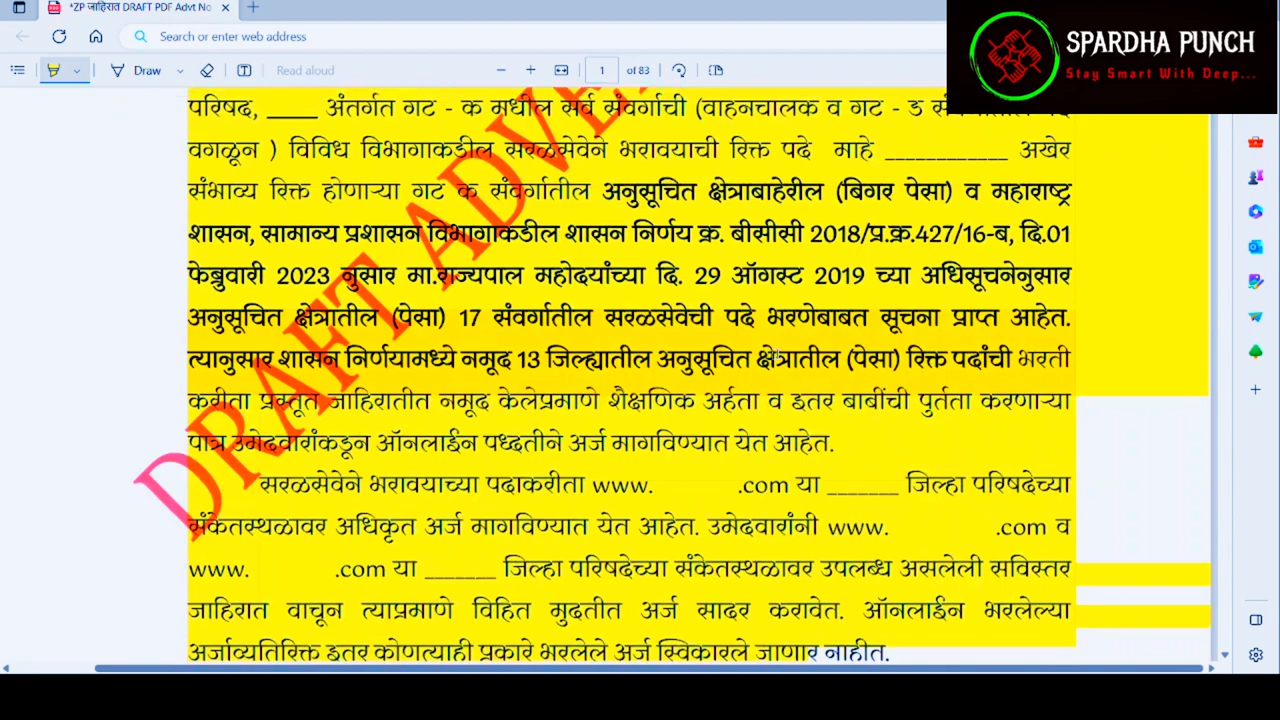 *ZP जाहिरात DRAFT PDF Advt No
Search or enter web address
Draw
Read aloud
1
of 83
SPARDHA PUNCH
Stay Smart With Deep...
परिषद, ____ अंतर्गत गट - क मधील सर्व संवर्गाची (वाहनचालक व गट - ड
वगळून ) विविध विभागाकडील सरळसेवेने भरावयाची रिक्त पदे माहे ____________ अखेर
संभाव्य रिक्त होणाऱ्या गट क संवर्गातील अनुसूचित क्षेत्राबाहेरील (बिगर पेसा) व महाराष्ट्र
शासन, सामान्य प्रशासन विभागाकडील शासन निर्णय क्र. बीसीसी 2018/प्र.क्र.427/16-ब, दि.01
फेब्रुवारी 2023 नुसार मा.राज्यपाल महोदयांच्या दि. 29 ऑगस्ट 2019 च्या अधिसूचनेनुसार
अनुसूचित क्षेत्रातील (पेसा) 17 संवर्गातील सरळसेवेची पदे भरणेबाबत सूचना प्राप्त आहेत.
त्यानुसार शासन निर्णयामध्ये नमूद 13 जिल्ह्यातील अनुसूचित क्षेत्रातील (पेसा) रिक्त पदांची भरती
करीता प्रस्तूत जाहिरातीत नमूद केलेप्रमाणे शैक्षणिक अर्हता व इतर बाबींची पुर्तता करणाऱ्या
पात्र उमेदवारांकडून ऑनलाईन पध्दतीने अर्ज मागविण्यात येत आहेत.
सरळसेवेने भरावयाच्या पदाकरीता www. .com या _______ जिल्हा परिषदेच्या
संकेतस्थळावर अधिकृत अर्ज मागविण्यात येत आहेत. उमेदवारांनी www. .com व
www. .com या _______ जिल्हा परिषदेच्या संकेतस्थळावर उपलब्ध असलेली सविस्तर
जाहिरात वाचून त्याप्रमाणे विहित मुदतीत अर्ज सादर करावेत. ऑनलाईन भरलेल्या
अर्जाव्यतिरिक्त इतर कोणत्याही प्रकारे भरलेले अर्ज स्विकारले जाणार नाहीत.
DRAFT ADVE